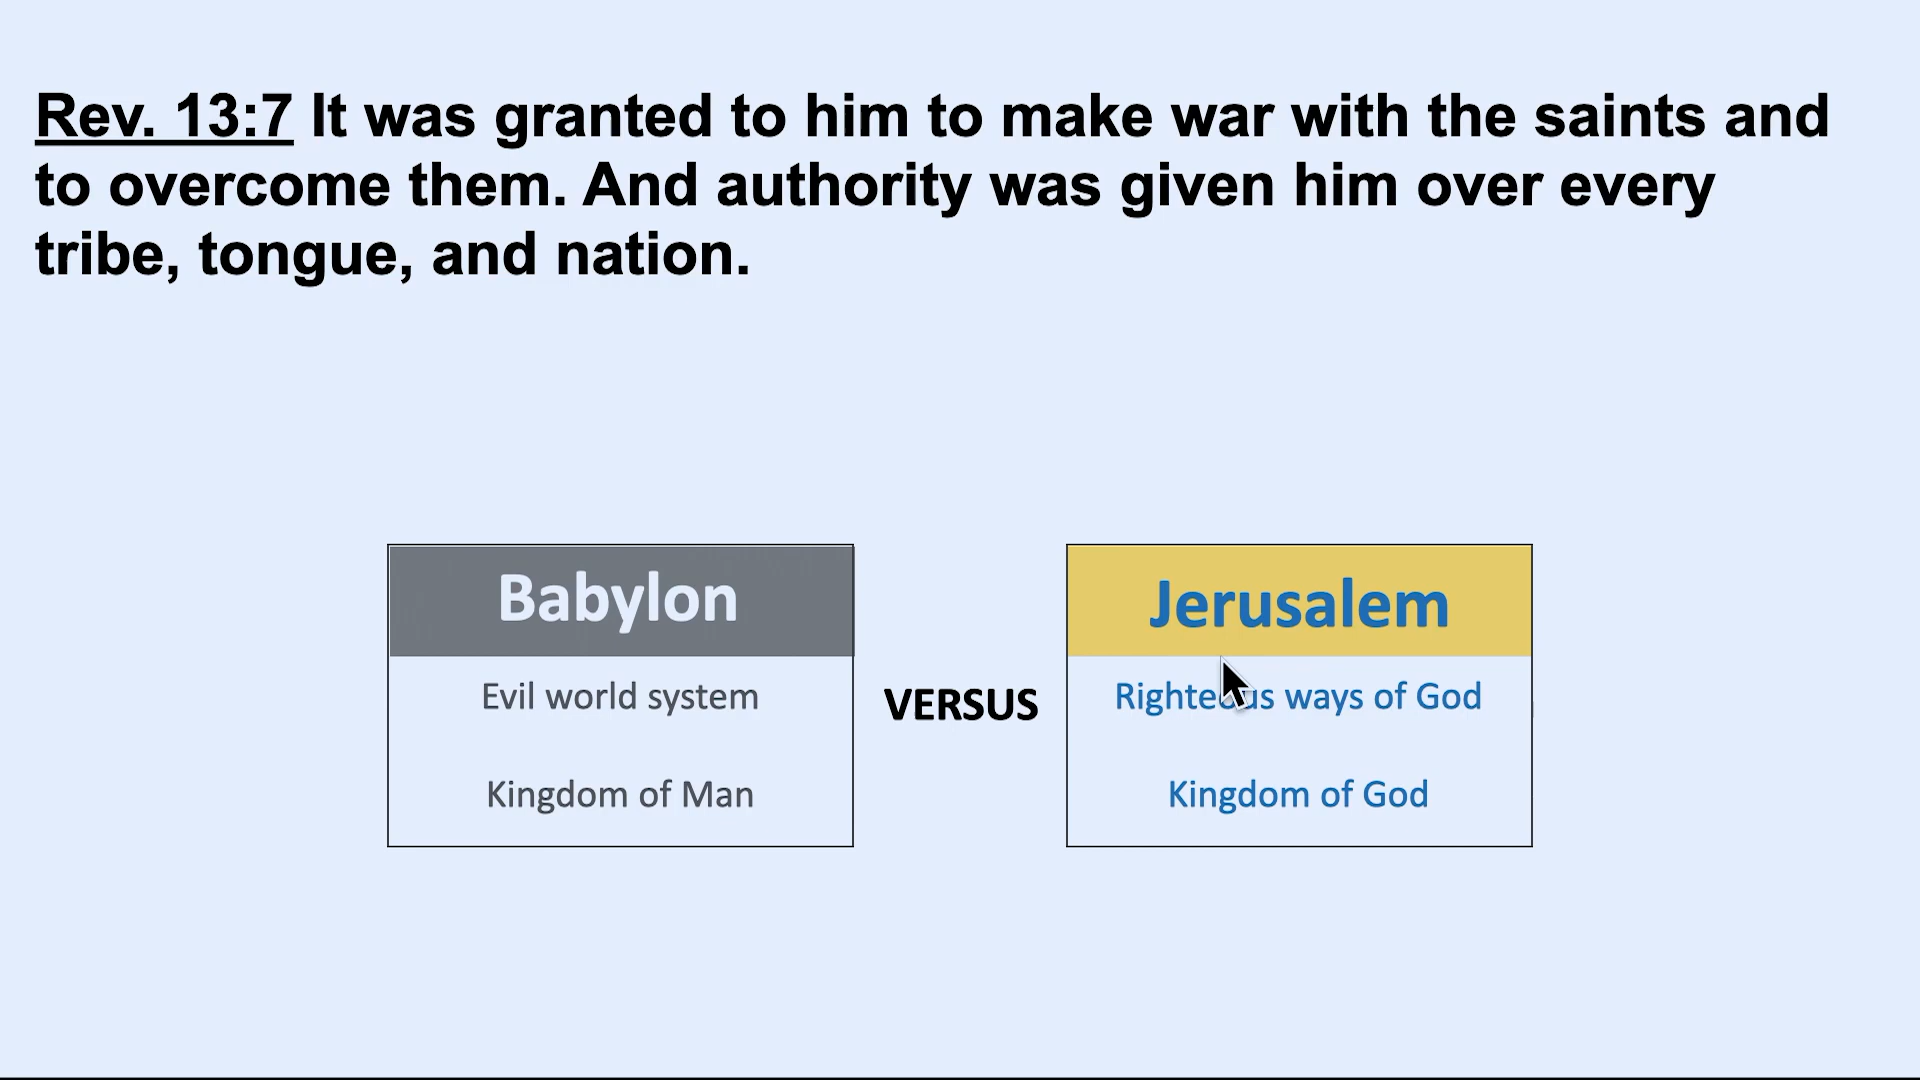 Rev. 13:7 It was granted to him to make war with the saints and
to overcome them. And authority was given him over every
tribe, tongue, and nation.
Babylon
Evil world system
Kingdom of Man
VERSUS
Jerusalem
Righteous ways of God
Kingdom of God